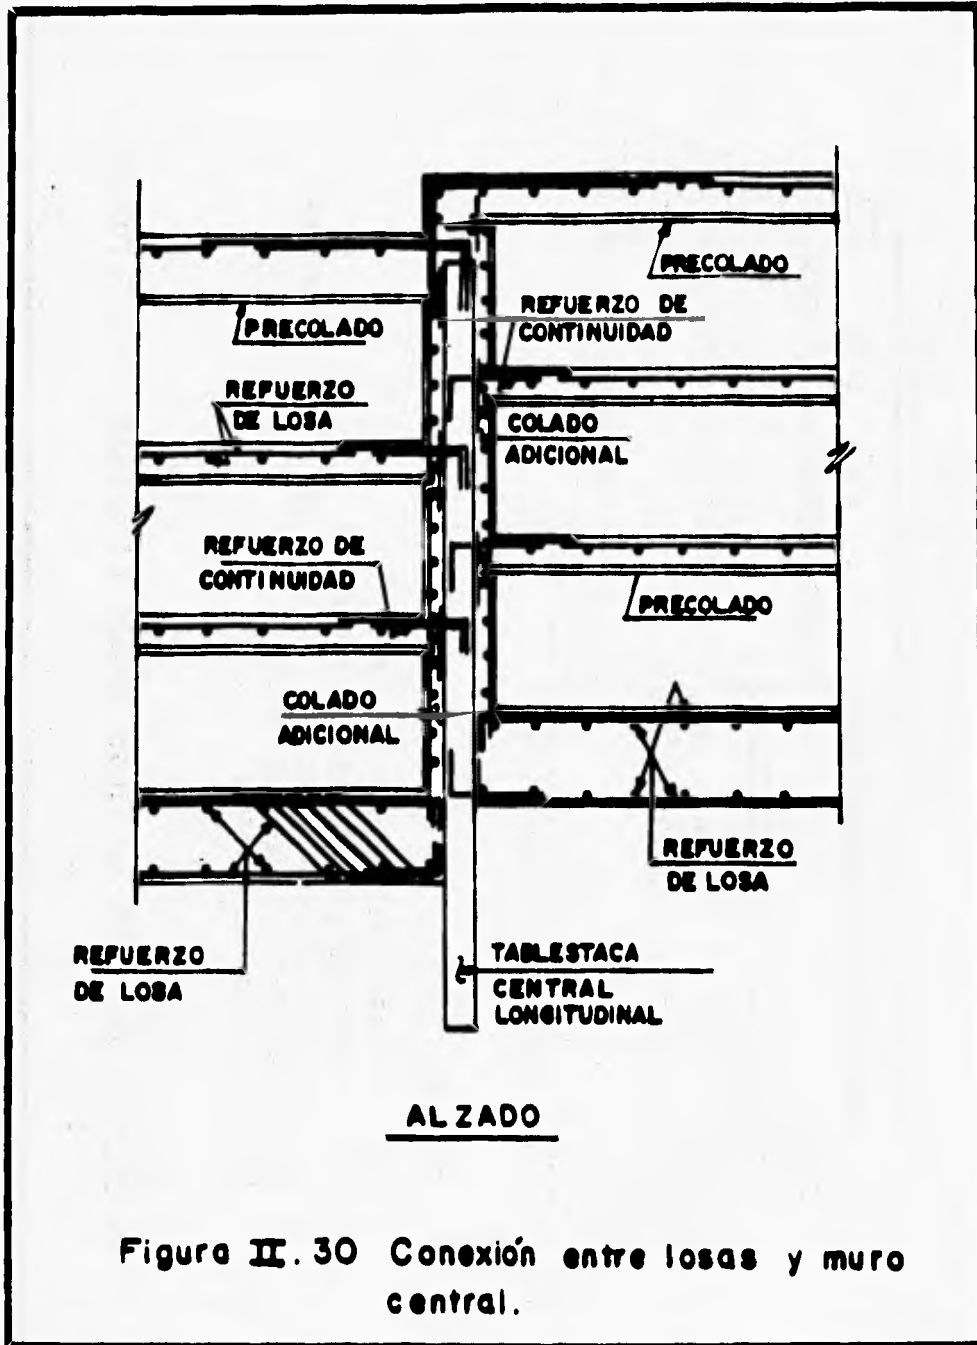 PRECOLADO
REFUERZO DE
CONTINUIDAD
PRECOLADO
REFUERZO
DE LOSA
COLADO
ADICIONAL
REFUERZO DE
CONTINUIDAD
PRECOLADO
COLADO
ADICIONAL
REFUERZO
DE LOSA
REFUERZO
DE LOSA
TABLESTACA
CENTRAL
LONGITUDINAL
ALZADO
Figura II.30 Conexión entre losas y muro
central.